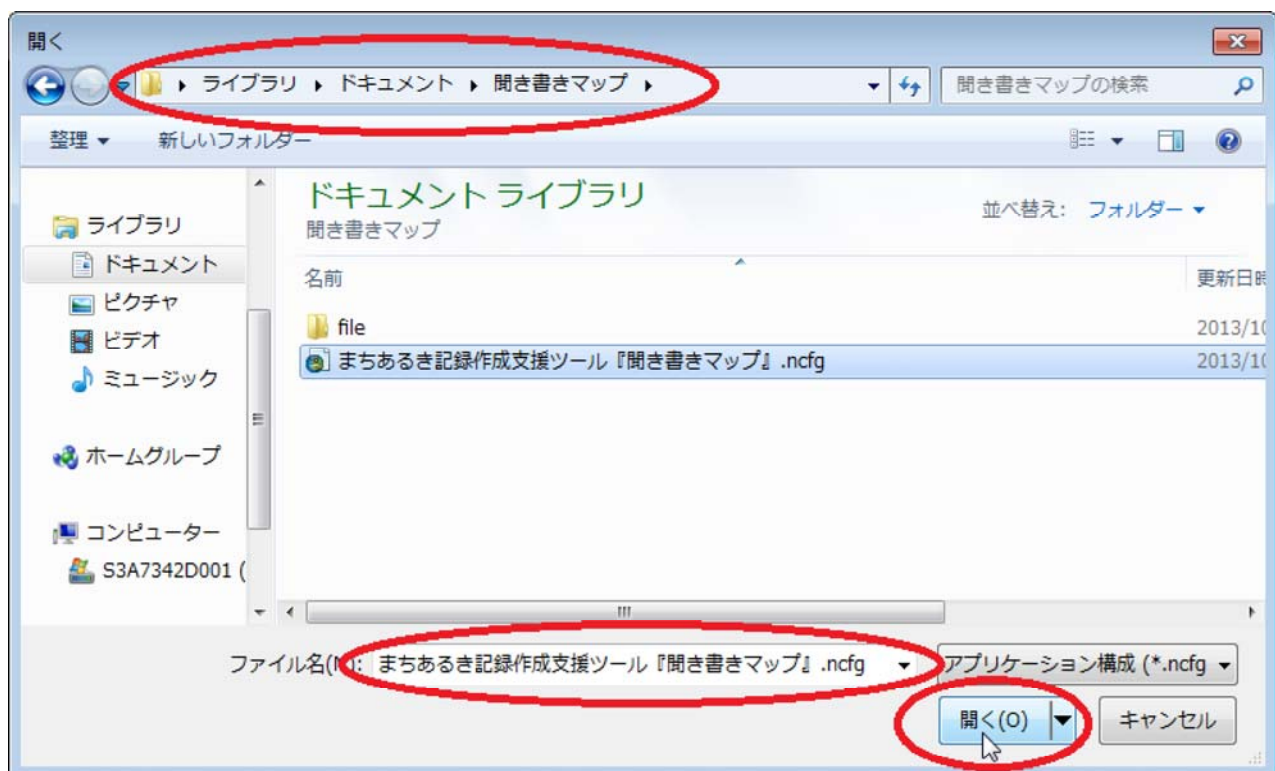 開く
ライブラリ ▸ ドキュメント ▸ 聞き書きマップ ▸
聞き書きマップの検索
整理 ▼ 新しいフォルダー
ライブラリ
ドキュメント
ピクチャ
ビデオ
ミュージック
ホームグループ
コンピューター
S3A7342D001 (
ドキュメント ライブラリ
聞き書きマップ
並べ替え: フォルダー ▼
名前
更新日時
file
2013/10
まちあるき記録作成支援ツール『聞き書きマップ』.ncfg
2013/10
ファイル名(N): まちあるき記録作成支援ツール『聞き書きマップ』.ncfg
アプリケーション構成 (*.ncfg
開く(O)
キャンセル